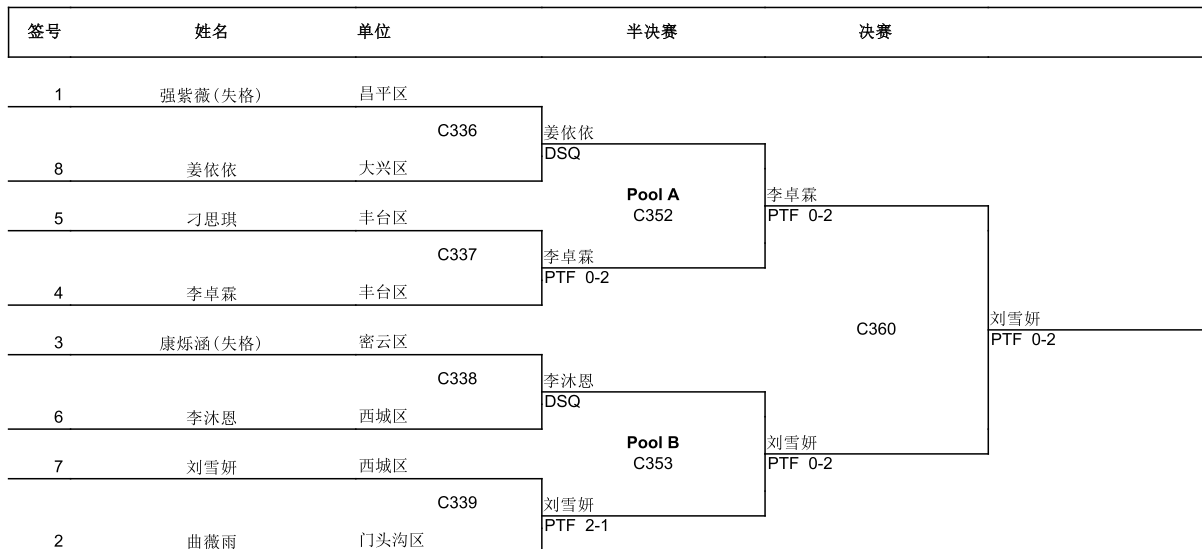 签号 姓名 单位 半决赛 决赛
1 强紫薇(失格) 昌平区
C336 姜依依
DSQ
8 姜依依 大兴区
Pool A 李卓霖
C352 PTF 0-2
5 刁思琪 丰台区
C337 李卓霖
PTF 0-2
4 李卓霖 丰台区
C360 刘雪妍
PTF 0-2
3 康烁涵(失格) 密云区
C338 李沐恩
DSQ
6 李沐恩 西城区
Pool B 刘雪妍
C353 PTF 0-2
7 刘雪妍 西城区
C339 刘雪妍
PTF 2-1
2 曲薇雨 门头沟区